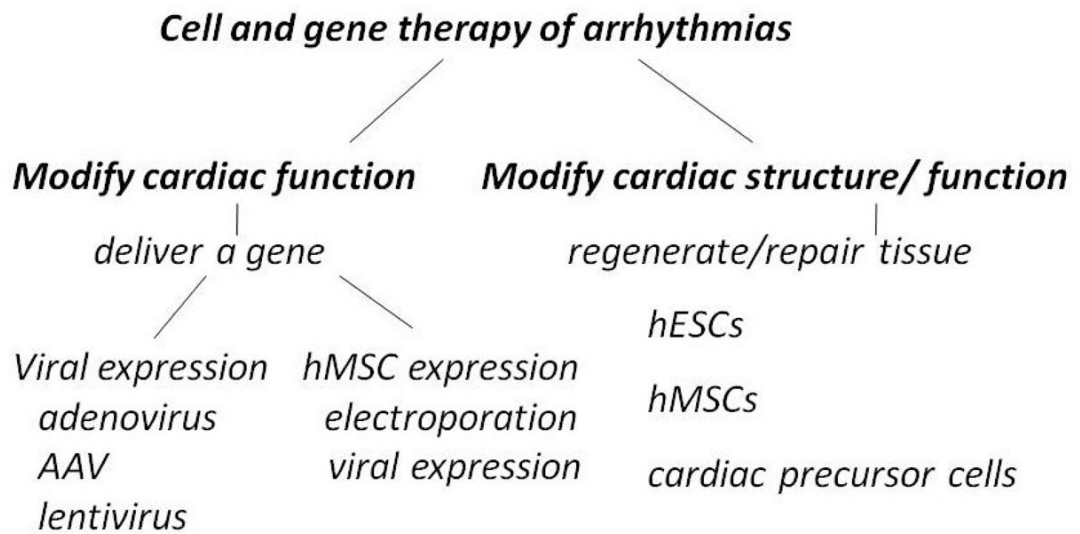 Cell and gene therapy of arrhythmias
Modify cardiac function
Modify cardiac structure/ function
deliver a gene
regenerate/repair tissue
Viral expression
adenovirus
AAV
lentivirus
hMSC expression
electroporation
viral expression
hESCs
hMSCs
cardiac precursor cells